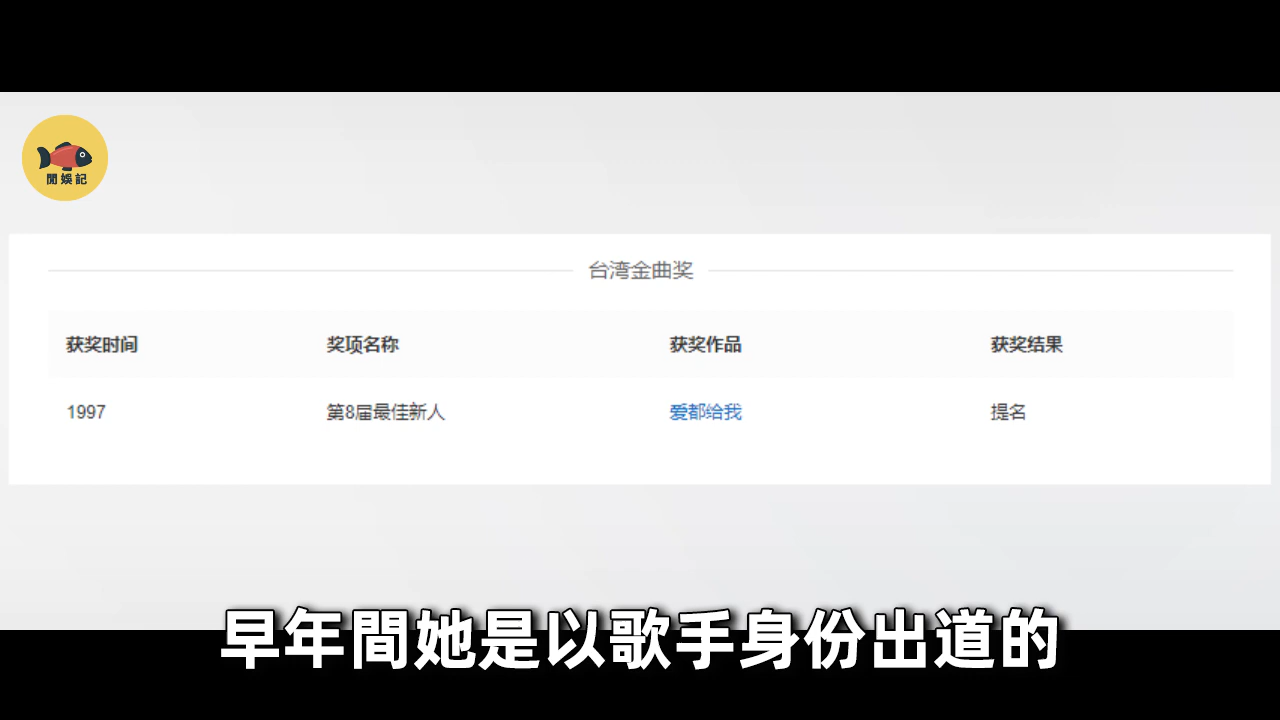 閒娛記
台湾金曲奖
获奖时间 奖项名称 获奖作品 获奖结果
1997 第8届最佳新人 爱都给我 提名
早年間她是以歌手身份出道的